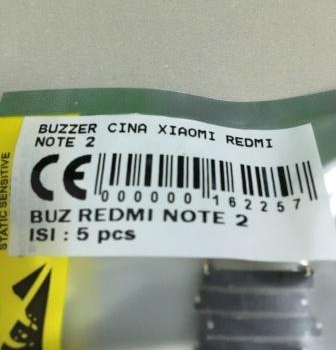 BUZZER CINA XIAOMI REDMI
NOTE 2
CE
000000 162257
BUZ REDMI NOTE 2
ISI : 5 pcs
STATIC SENSITIVE